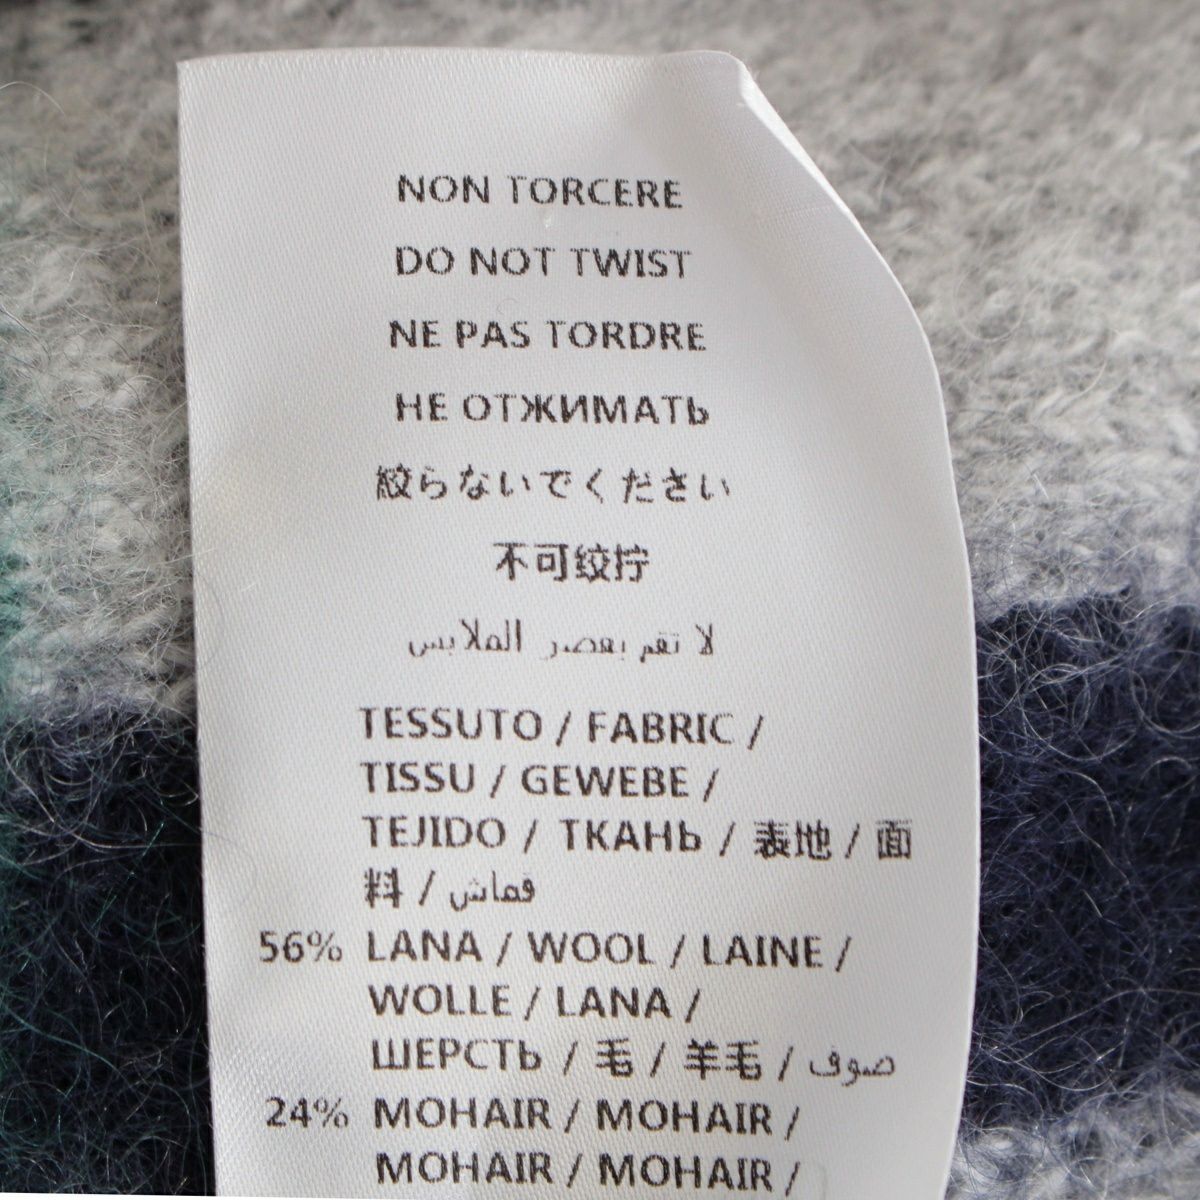 NON TORCERE
DO NOT TWIST
NE PAS TORDRE
НЕ ОТЖИМАТЬ
絞らないでください
不可绞拧
لا تقم بعصر الملابس
TESSUTO / FABRIC /
TISSU / GEWEBE /
TEJIDO / ТКАНЬ / 表地 / 面
料 / قماش
56% LANA / WOOL / LAINE /
WOLLE / LANA /
ШЕРСТЬ / 毛 / 羊毛 / صوف
24% MOHAIR / MOHAIR /
MOHAIR / MOHAIR /